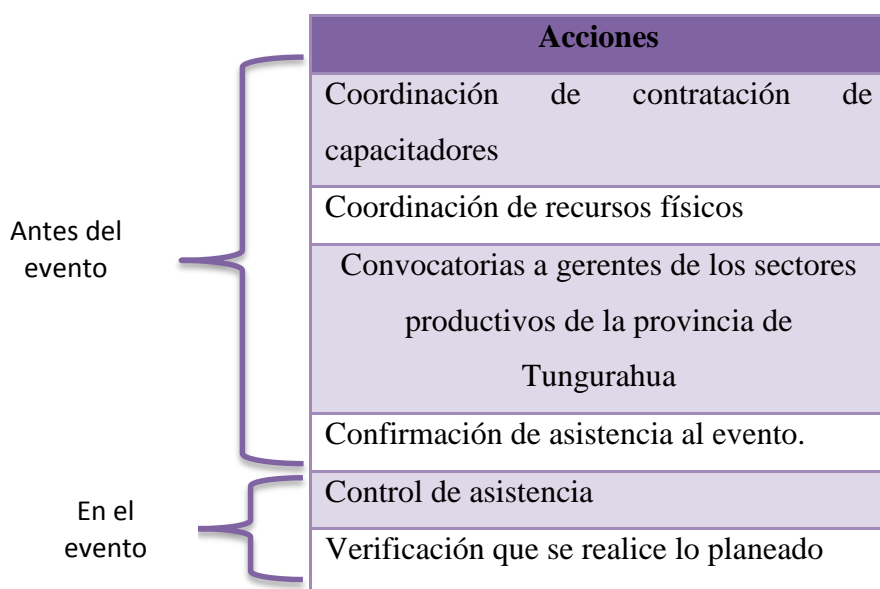 Acciones
Coordinación de contratación de
capacitadores
Coordinación de recursos físicos
Antes del
evento
Convocatorias a gerentes de los sectores
productivos de la provincia de
Tungurahua
Confirmación de asistencia al evento.
En el
evento
Control de asistencia
Verificación que se realice lo planeado